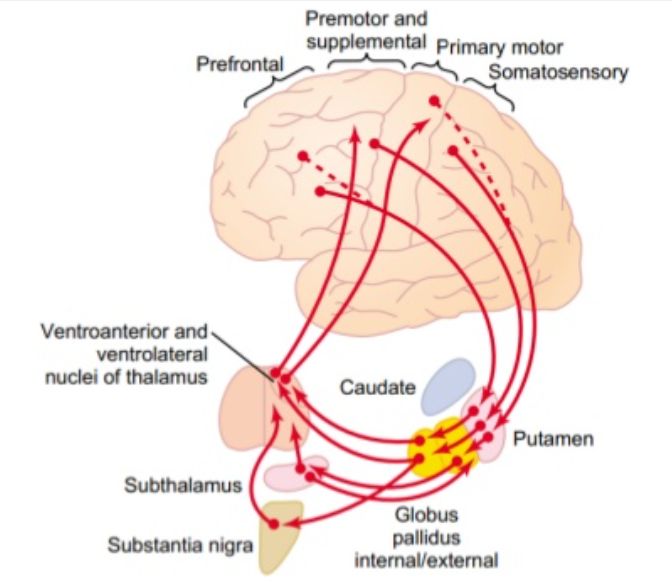 Premotor and
supplemental
Primary motor
Prefrontal
Somatosensory
Ventroanterior and
ventrolateral
nuclei of thalamus
Caudate
Putamen
Subthalamus
Globus
pallidus
internal/external
Substantia nigra